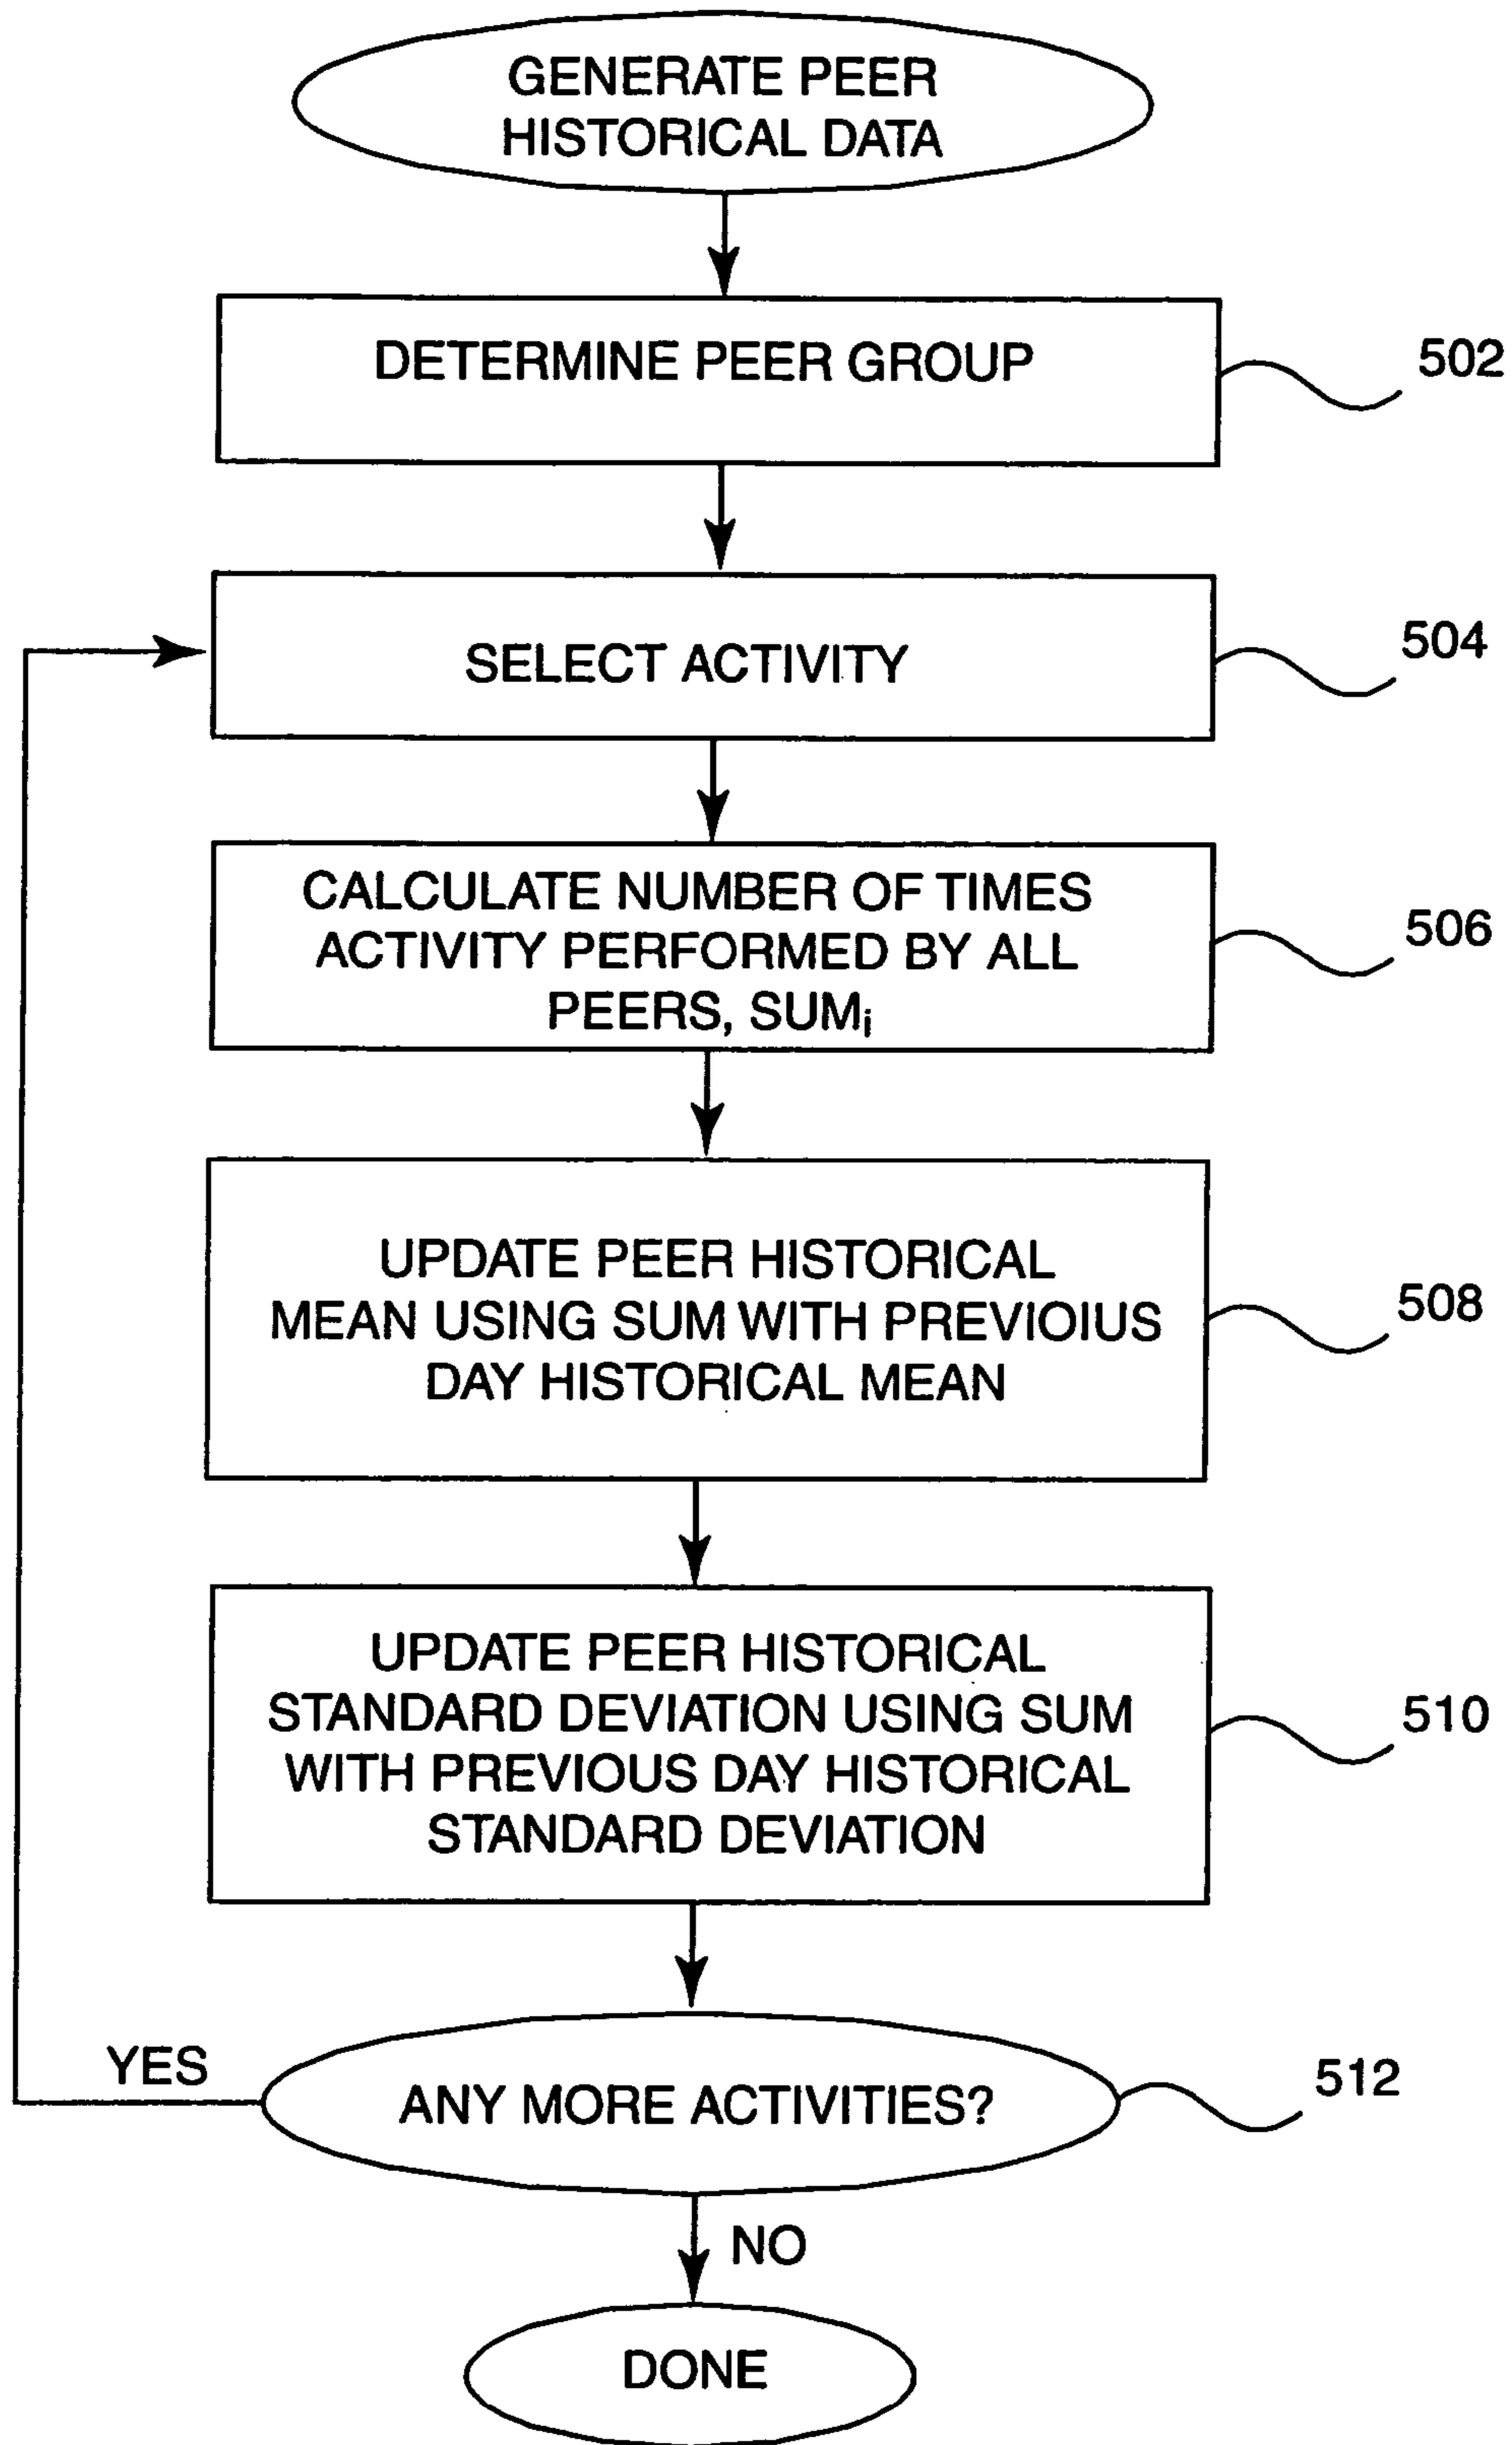 GENERATE PEER
HISTORICAL DATA
DETERMINE PEER GROUP
502
SELECT ACTIVITY
504
CALCULATE NUMBER OF TIMES
ACTIVITY PERFORMED BY ALL
PEERS, SUMi
506
UPDATE PEER HISTORICAL
MEAN USING SUM WITH PREVIOIUS
DAY HISTORICAL MEAN
508
UPDATE PEER HISTORICAL
STANDARD DEVIATION USING SUM
WITH PREVIOUS DAY HISTORICAL
STANDARD DEVIATION
510
YES
ANY MORE ACTIVITIES?
512
NO
DONE